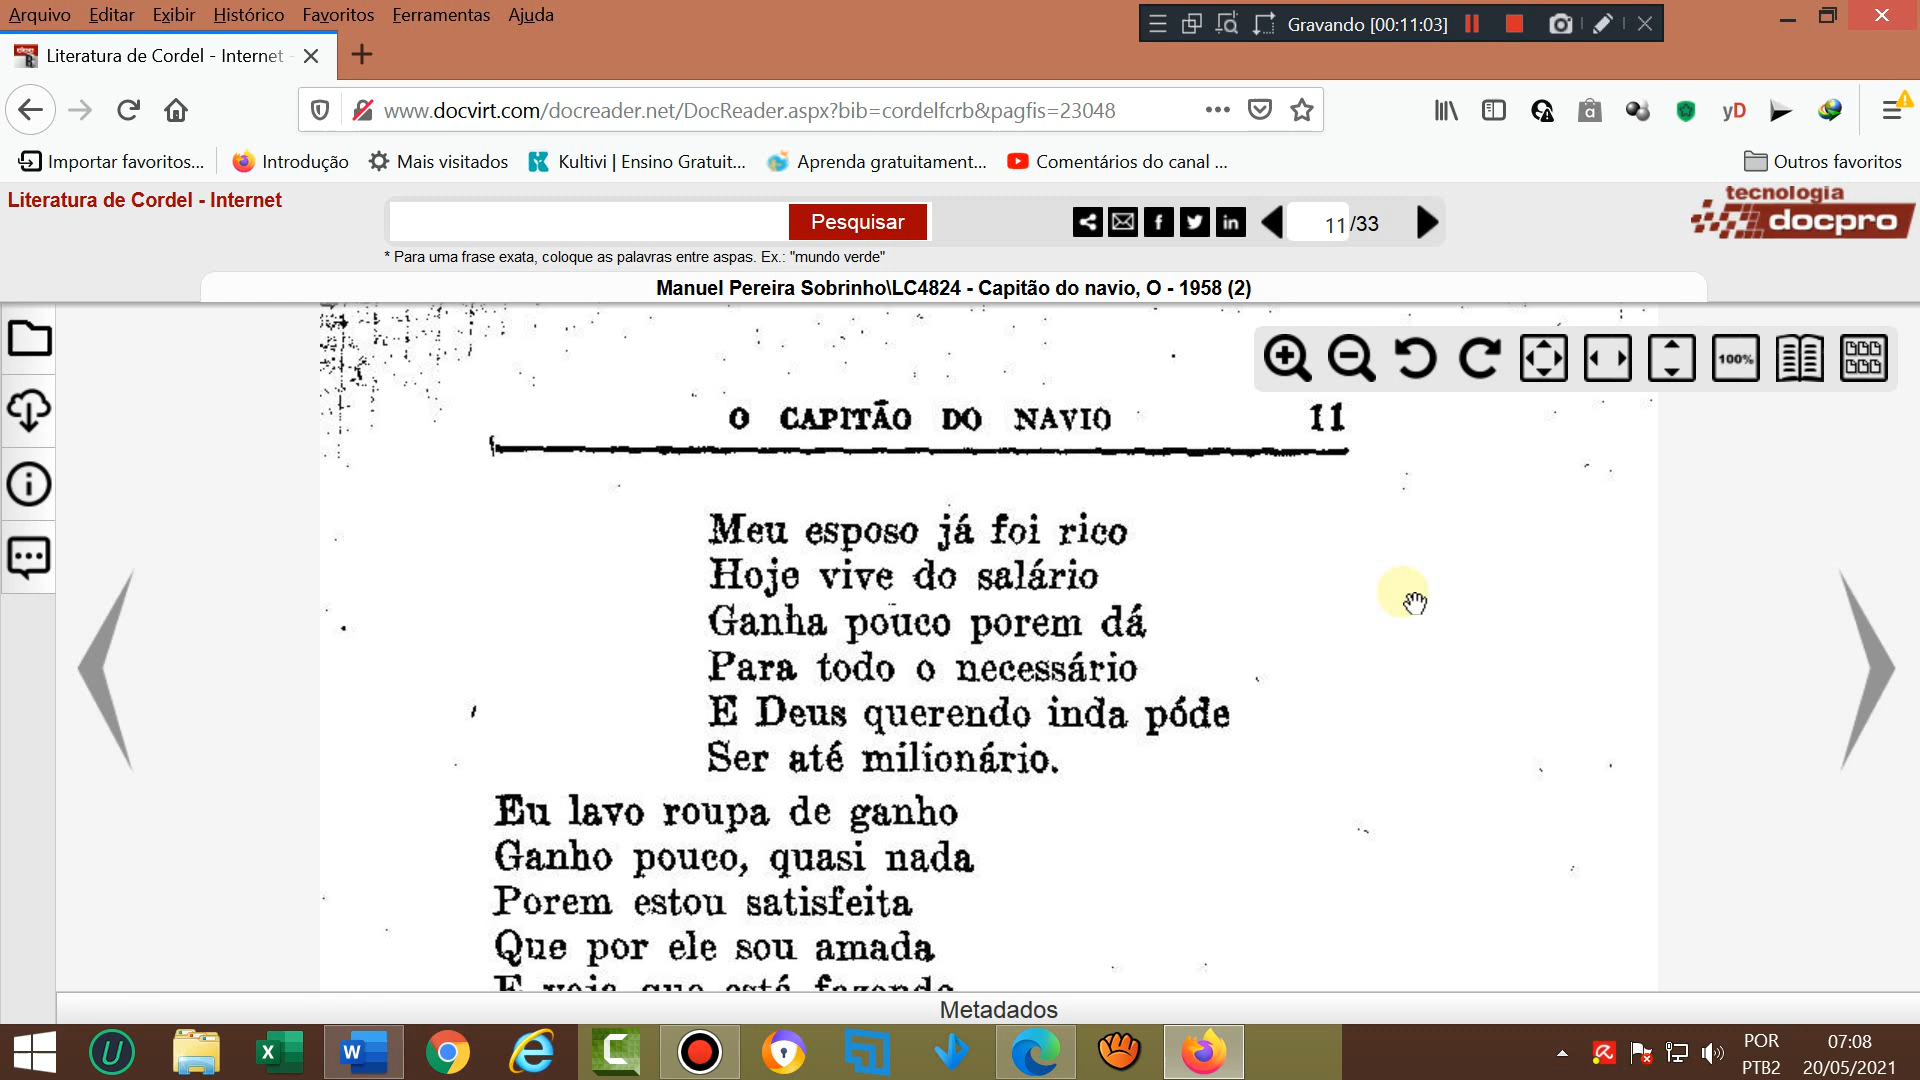 Arquivo Editar Exibir Histórico Favoritos Ferramentas Ajuda
Gravando [00:11:03]
Literatura de Cordel - Internet -
www.docvirt.com/docreader.net/DocReader.aspx?bib=cordelfcrb&pagfis=23048
yD
Importar favoritos... Introdução Mais visitados Kultivi | Ensino Gratuit... Aprenda gratuitament... Comentários do canal ... Outros favoritos
Literatura de Cordel - Internet
Pesquisar
11 /33
tecnologia
docpro
* Para uma frase exata, coloque as palavras entre aspas. Ex.: "mundo verde"
Manuel Pereira Sobrinho\LC4824 - Capitão do navio, O - 1958 (2)
100%
O CAPITÃO DO NAVIO 11
Meu esposo já foi rico
Hoje vive do salário
Ganha pouco porem dá
Para todo o necessário
E Deus querendo inda póde
Ser até milionário.
Eu lavo roupa de ganho
Ganho pouco, quasi nada
Porem estou satisfeita
Que por ele sou amada
E veja que está fazendo
Metadados
POR
PTB2
07:08
20/05/2021